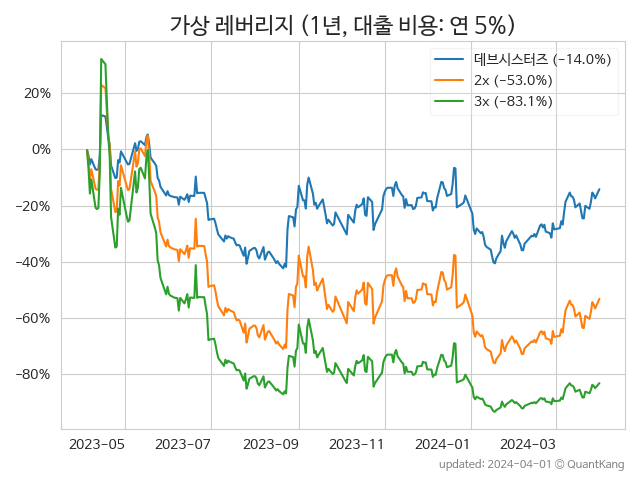 가상 레버리지 (1년, 대출 비용: 연 5%)
데브시스터즈 (−14.0%)
2x (−53.0%)
3x (−83.1%)
20%
0%
−20%
−40%
−60%
−80%
2023-05 2023-07 2023-09 2023-11 2024-01 2024-03
updated: 2024-04-01 © QuantKang